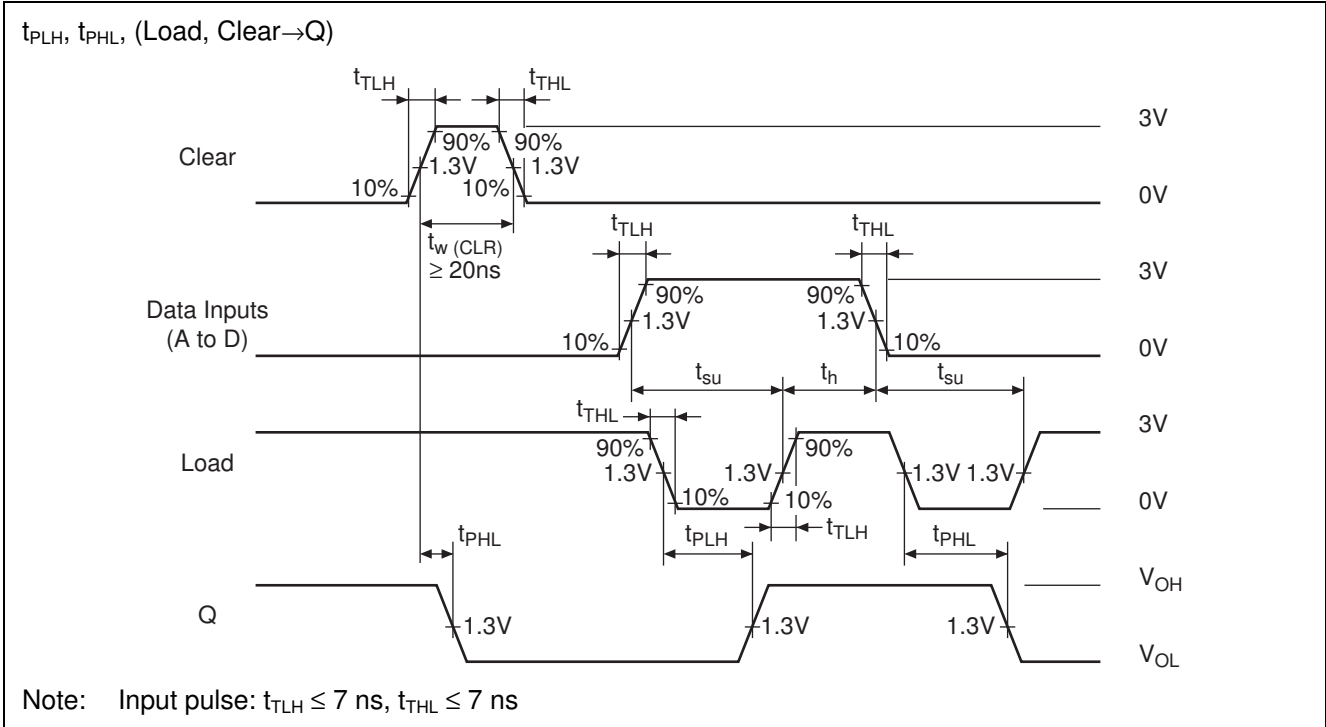 tPLH, tPHL, (Load, Clear→Q)
tTLH
tTHL
3V
90%
90%
Clear
1.3V
1.3V
10%
10%
0V
tw (CLR)
≥ 20ns
tTLH
tTHL
3V
90%
90%
Data Inputs
(A to D)
1.3V
1.3V
10%
10%
0V
tsu
th
tsu
tTHL
3V
90%
90%
Load
1.3V
1.3V
1.3V
1.3V
10%
10%
0V
tTLH
tPHL
tPLH
tPHL
VOH
Q
1.3V
1.3V
1.3V
VOL
Note: Input pulse: tTLH ≤ 7 ns, tTHL ≤ 7 ns